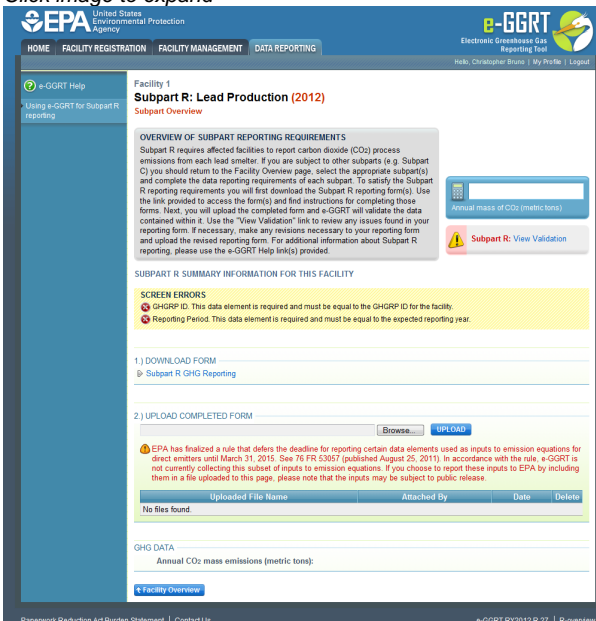 Click image to expand
EPA United States Environmental Protection Agency
e-GGRT
Electronic Greenhouse Gas
Reporting Tool
HOME FACILITY REGISTRATION FACILITY MANAGEMENT DATA REPORTING
Hello, Christopher Bruno | My Profile | Logout
e-GGRT Help
Using e-GGRT for Subpart R
reporting
Facility 1
Subpart R: Lead Production (2012)
Subpart Overview
OVERVIEW OF SUBPART REPORTING REQUIREMENTS
Subpart R requires affected facilities to report carbon dioxide (CO2) process
emissions from each lead smelter. If you are subject to other subparts (e.g. Subpart
C) you should return to the Facility Overview page, select the appropriate subpart(s)
and complete the data reporting requirements of each subpart. To satisfy the Subpart
R reporting requirements you will first download the Subpart R reporting form(s). Use
the link provided to access the form(s) and find instructions for completing those
forms. Next, you will upload the completed form and e-GGRT will validate the data
contained within it. Use the "View Validation" link to review any issues found in your
reporting form. If necessary, make any revisions necessary to your reporting form
and upload the revised reporting form. For additional information about Subpart R
reporting, please use the e-GGRT Help link(s) provided.
Annual mass of CO2 (metric tons)
Subpart R: View Validation
SUBPART R SUMMARY INFORMATION FOR THIS FACILITY
SCREEN ERRORS
GHGRP ID. This data element is required and must be equal to the GHGRP ID for the facility.
Reporting Period. This data element is required and must be equal to the expected reporting year.
1.) DOWNLOAD FORM
Subpart R GHG Reporting
2.) UPLOAD COMPLETED FORM
Browse... UPLOAD
EPA has finalized a rule that defers the deadline for reporting certain data elements used as inputs to emission equations for
direct emitters until March 31, 2015. See 76 FR 53057 (published August 25, 2011). In accordance with the rule, e-GGRT is
not currently collecting this subset of inputs to emission equations. If you choose to report these inputs to EPA by including
them in a file uploaded to this page, please note that the inputs may be subject to public release.
Uploaded File Name Attached By Date Delete
No files found.
GHG DATA
Annual CO2 mass emissions (metric tons):
Facility Overview
Paperwork Reduction Act Burden Statement | Contact Us
e-GGRT RY2012.R.27 | R-overview